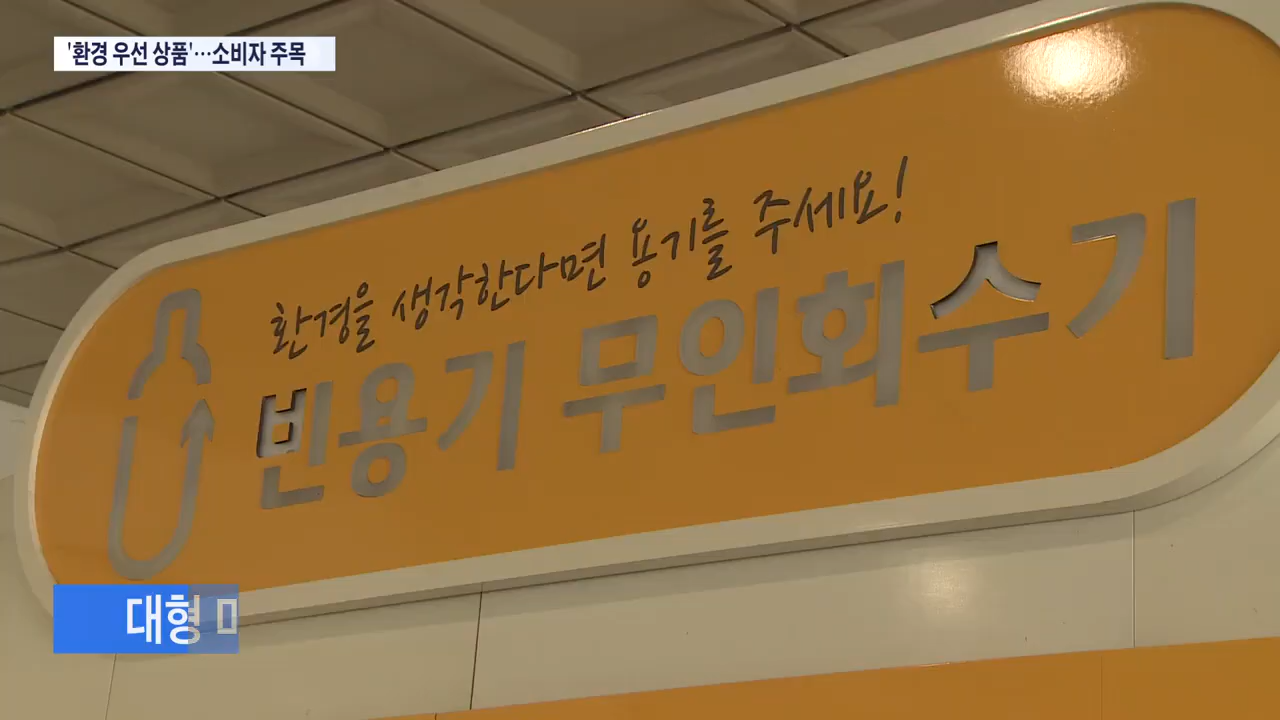 '환경 우선 상품'…소비자 주목
환경을 생각한다면 용기를 주세요!
빈용기 무인회수기
대형